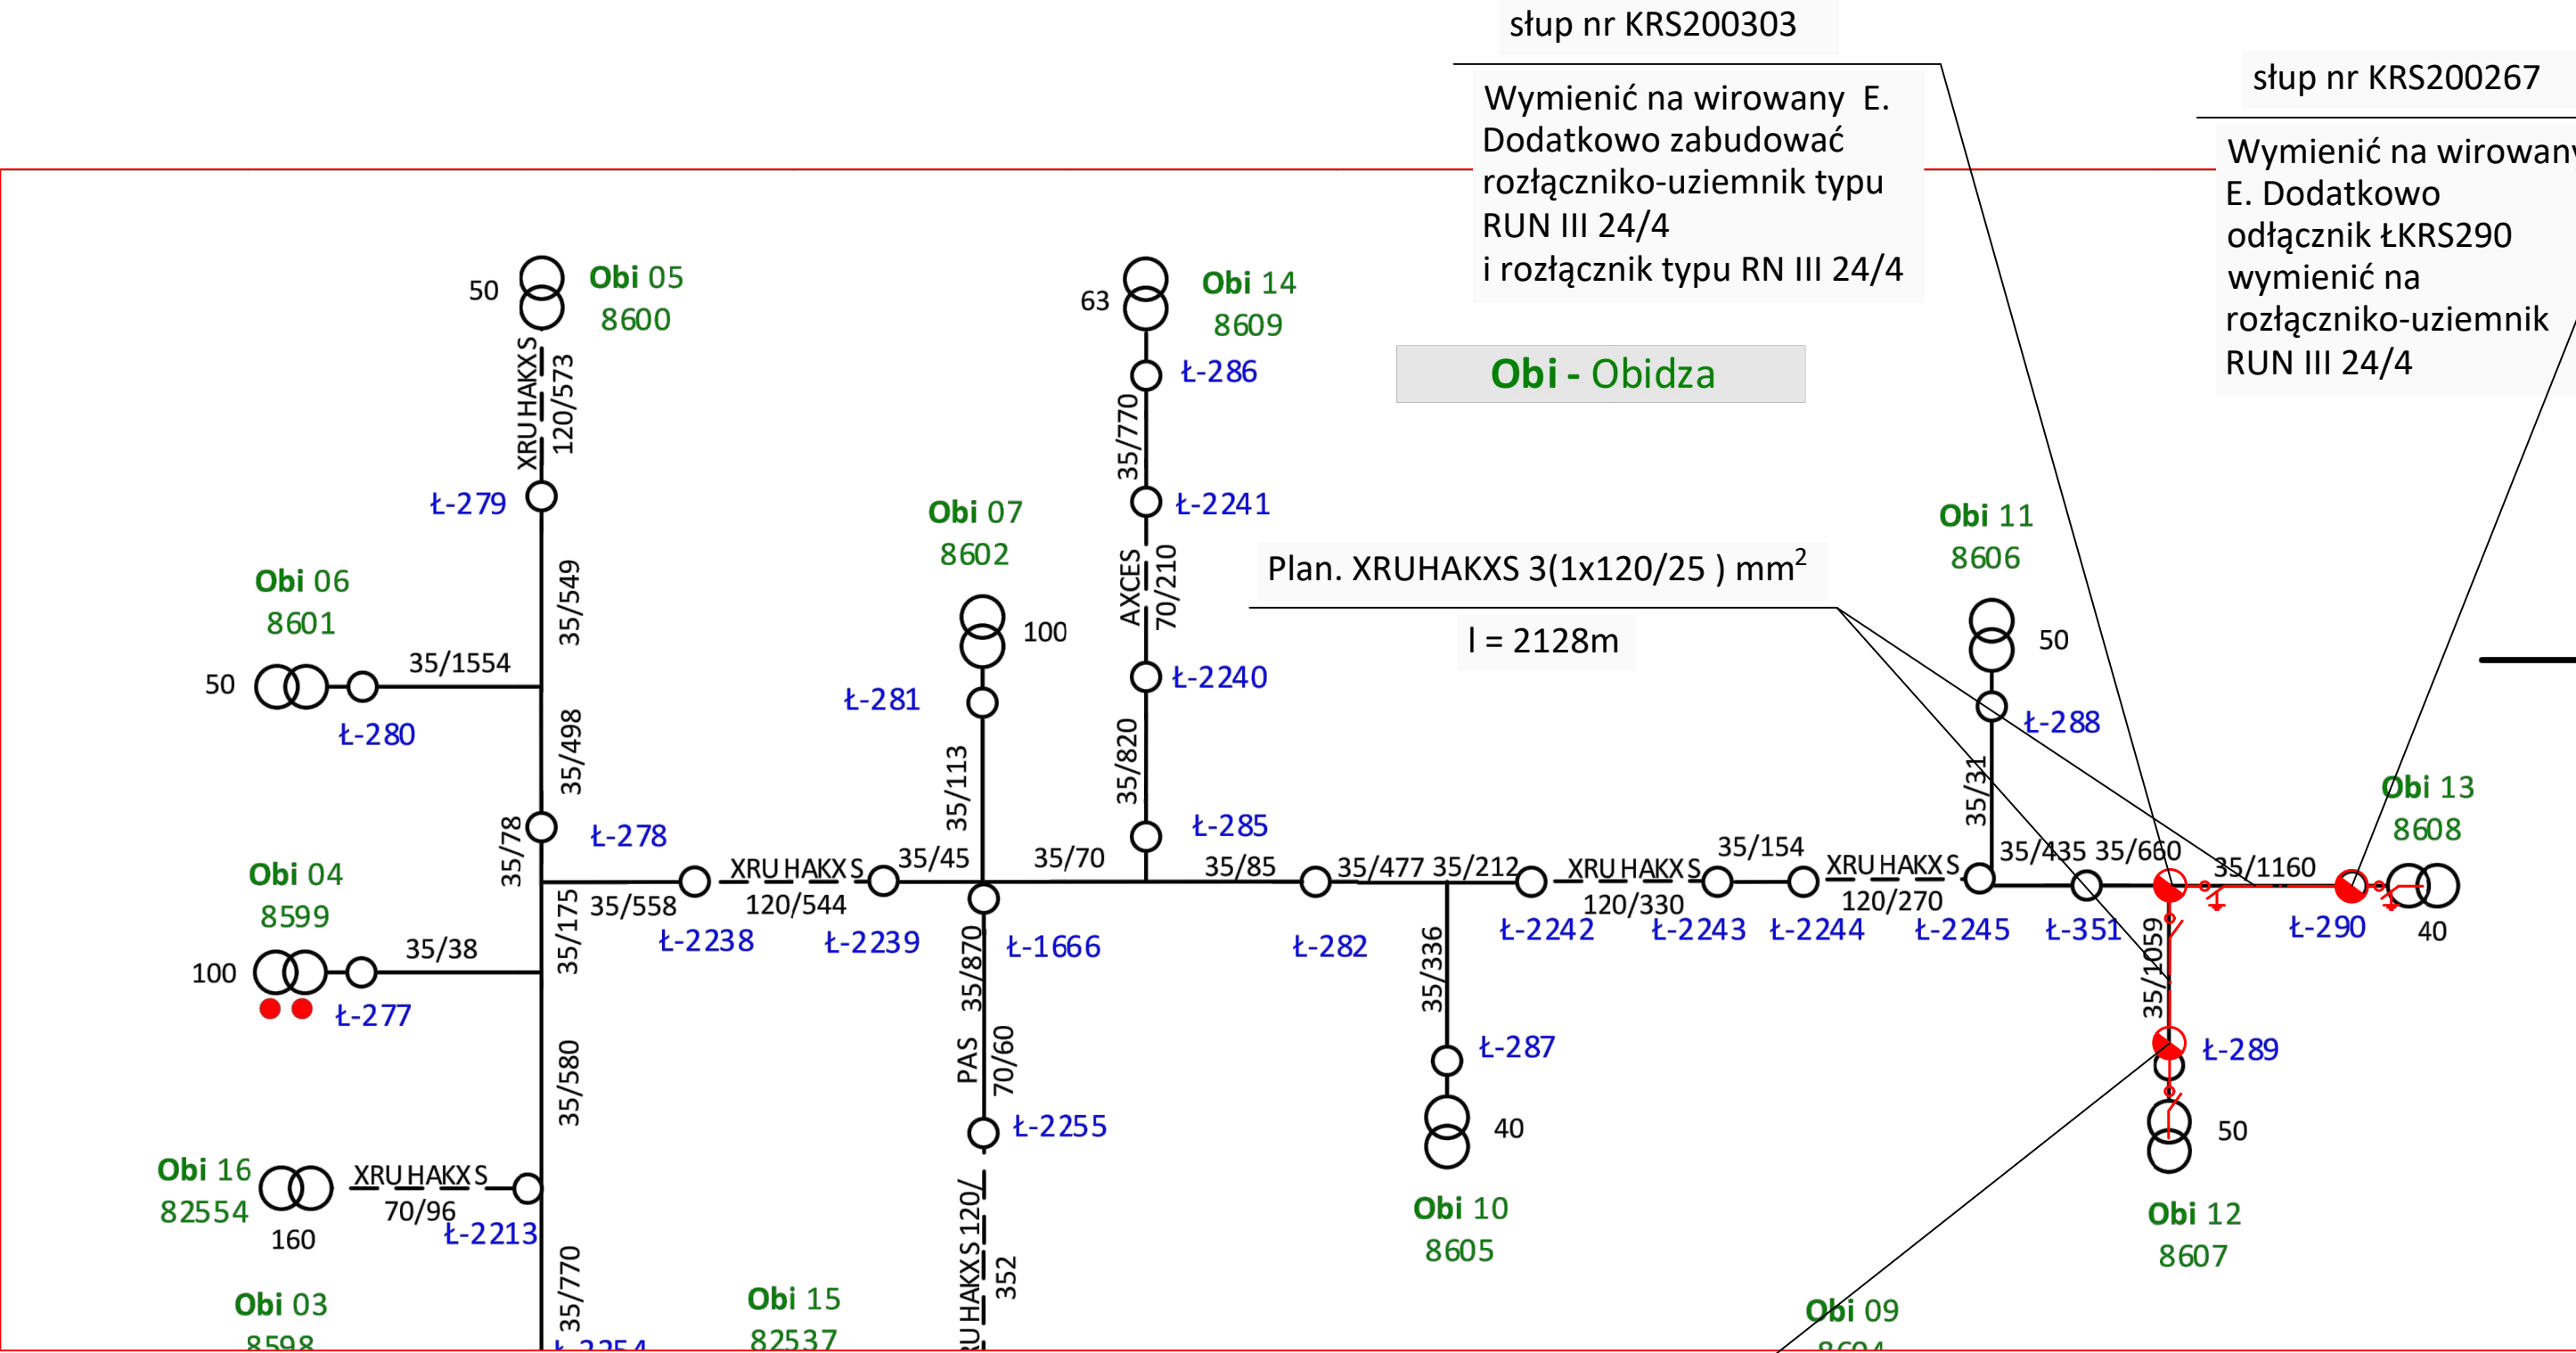 słup nr KRS200303
Wymienić na wirowany E.
Dodatkowo zabudować
rozłączniko-uziemnik typu
RUN III 24/4
i rozłącznik typu RN III 24/4
słup nr KRS200267
Wymienić na wirowany
E. Dodatkowo
odłącznik ŁKRS290
wymienić na
rozłączniko-uziemnik
RUN III 24/4
50
Obi 05
8600
XRUHAKXS
120/573
Ł-279
63
Obi 14
8609
Ł-286
35/770
Ł-2241
AXCES
70/210
Ł-2240
35/820
Ł-285
Obi - Obidza
Obi 06
8601
50
35/1554
Ł-280
35/549
35/498
35/78
Ł-278
Obi 07
8602
100
Ł-281
35/113
Plan. XRUHAKXS 3(1x120/25 ) mm²
l = 2128m
Obi 11
8606
50
Ł-288
35/31
Obi 13
8608
40
Obi 04
8599
100
35/38
Ł-277
35/175
35/558
Ł-2238
XRUHAKXS
120/544
Ł-2239
35/45
35/70
35/85
Ł-1666
Ł-282
35/477
35/212
Ł-2242
XRUHAKXS
120/330
Ł-2243
35/154
Ł-2244
XRUHAKXS
120/270
Ł-2245
35/435
35/660
Ł-351
35/1160
Ł-290
35/870
PAS
70/60
Ł-2255
35/336
Ł-287
40
Obi 10
8605
35/1059
Ł-289
50
Obi 12
8607
35/580
Obi 16
82554
160
XRUHAKXS
70/96
Ł-2213
35/770
Obi 03
8598
Obi 15
82537
RUHAKXS 120/
352
Obi 09